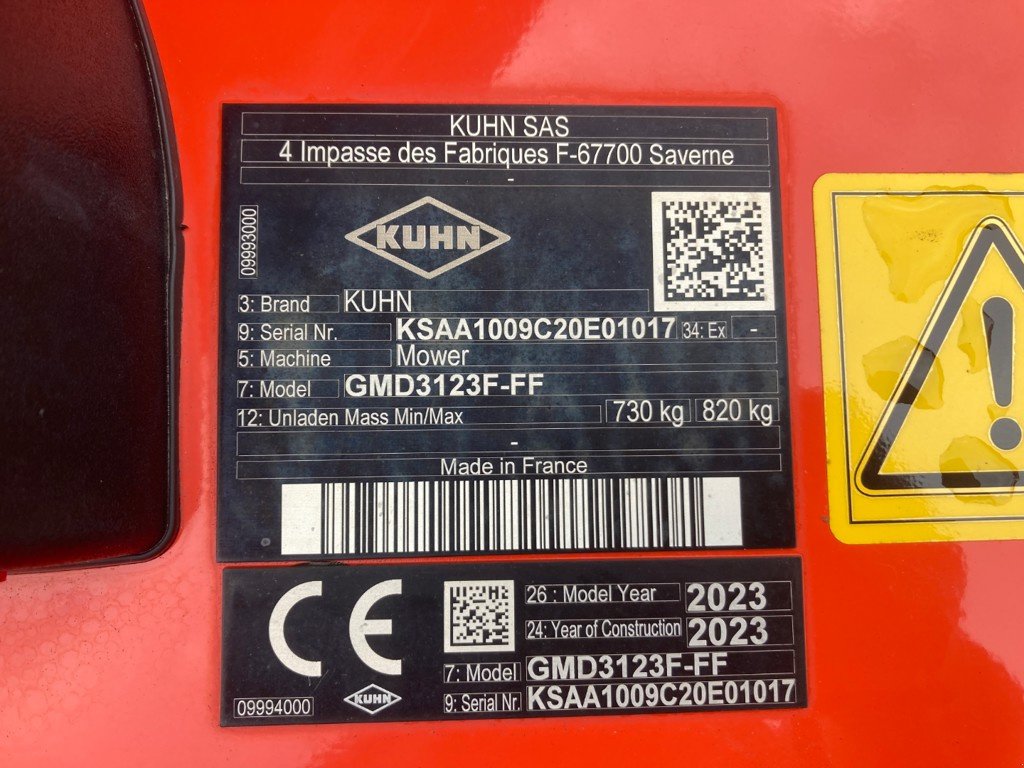 KUHN SAS
4 Impasse des Fabriques F-67700 Saverne
-
09993000
KUHN
3: Brand KUHN
9: Serial Nr. KSAA1009C20E01017 34: Ex -
5: Machine Mower
7: Model GMD3123F-FF
12: Unladen Mass Min/Max 730 kg 820 kg
-
Made in France
CE
26 : Model Year 2023
24: Year of Construction 2023
7: Model GMD3123F-FF
9: Serial Nr. KSAA1009C20E01017
09994000
KUHN
!